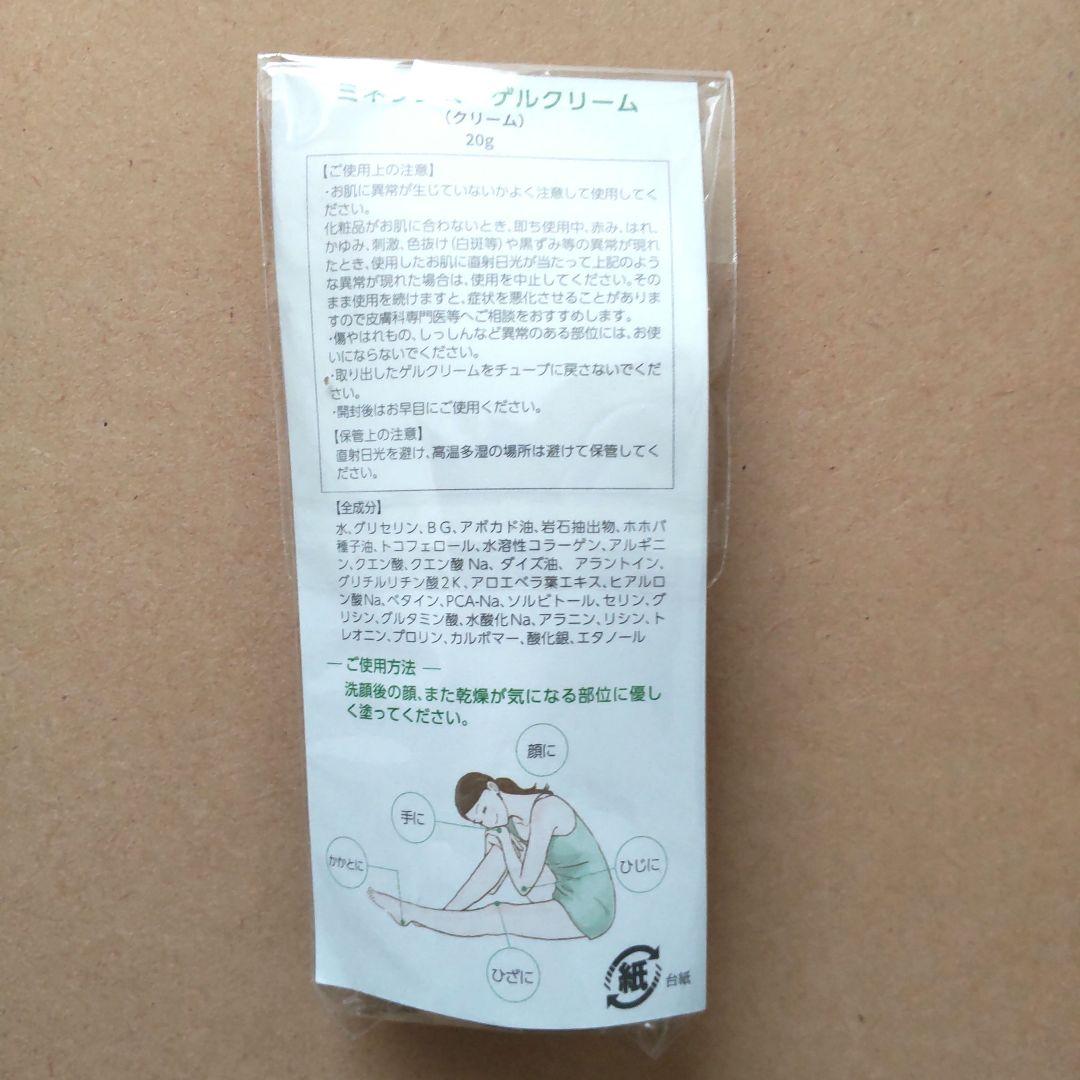 ゲルクリーム
(クリーム)
20g
【ご使用上の注意】
・お肌に異常が生じていないかよく注意して使用してく
ださい。
化粧品がお肌に合わないとき、即ち使用中、赤み、はれ、
かゆみ、刺激、色抜け(白斑等)や黒ずみ等の異常が現れ
たとき、使用したお肌に直射日光が当たって上記のよう
な異常が現れた場合は、使用を中止してください。その
まま使用を続けますと、症状を悪化させることがありま
すので皮膚科専門医等へご相談をおすすめします。
・傷やはれもの、しっしんなど異常のある部位には、お使
いにならないでください。
・取り出したゲルクリームをチューブに戻さないでくだ
さい。
・開封後はお早目にご使用ください。
【保管上の注意】
直射日光を避け、高温多湿の場所は避けて保管してく
ださい。
【全成分】
水、グリセリン、BG、アボカド油、岩石抽出物、ホホバ
種子油、トコフェロール、水溶性コラーゲン、アルギニ
ン、クエン酸、クエン酸Na、ダイズ油、アラントイン、
グリチルリチン酸2K、アロエベラ葉エキス、ヒアルロ
ン酸Na、ベタイン、PCA-Na、ソルビトール、セリン、グ
リシン、グルタミン酸、水酸化Na、アラニン、リシン、ト
レオニン、プロリン、カルボマー、酸化銀、エタノール
― ご使用方法 ―
洗顔後の顔、また乾燥が気になる部位に優し
く塗ってください。
顔に
手に
かかとに
ひじに
ひざに
紙
台紙